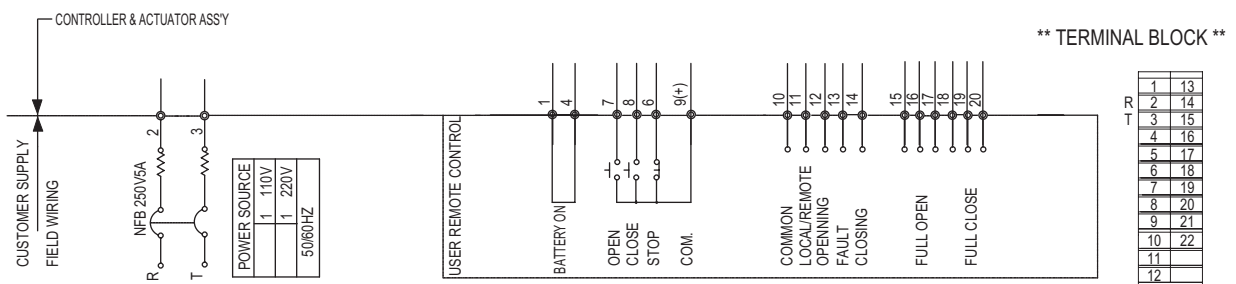 CONTROLLER & ACTUATOR ASS'Y
** TERMINAL BLOCK **
CUSTOMER SUPPLY
FIELD WIRING
2
3
NFB 250V5A
R
T
POWER SOURCE
1 110V
1 220V
50/60HZ
USER REMOTE CONTROL
1
4
7
8
6
9(+)
10
11
12
13
14
15
16
17
18
19
20
BATTERY ON
OPEN
CLOSE
STOP
COM.
COMMON
LOCAL/REMOTE
OPENNING
FAULT
CLOSING
FULL OPEN
FULL CLOSE
1 13
R 2 14
T 3 15
4 16
5 17
6 18
7 19
8 20
9 21
10 22
11
12